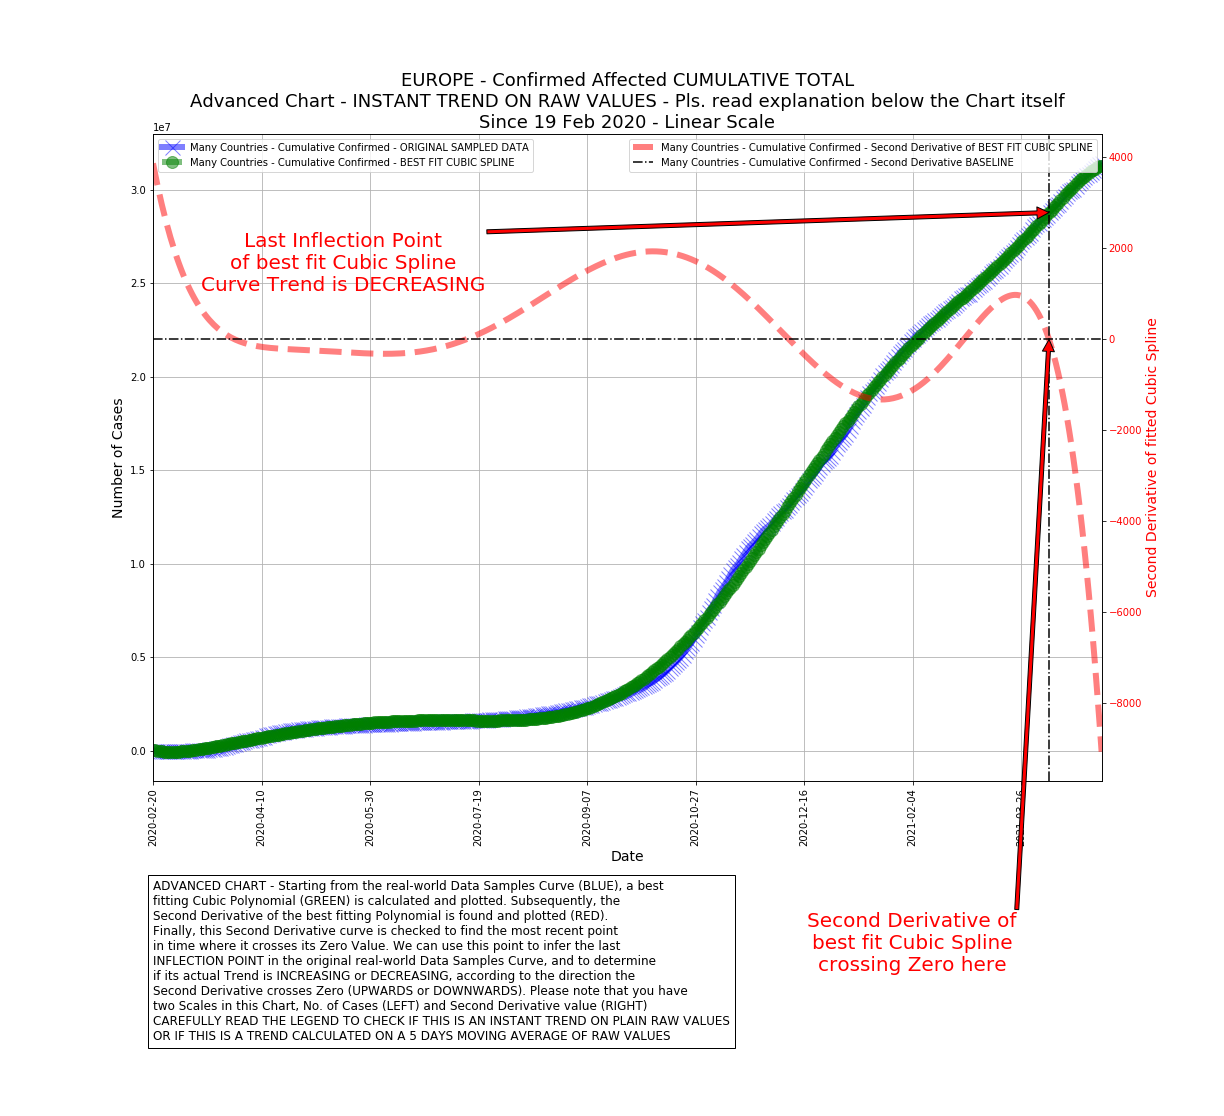 EUROPE - Confirmed Affected CUMULATIVE TOTAL
Advanced Chart - INSTANT TREND ON RAW VALUES - Pls. read explanation below the Chart itself
Since 19 Feb 2020 - Linear Scale
1e7
Many Countries - Cumulative Confirmed - ORIGINAL SAMPLED DATA
Many Countries - Cumulative Confirmed - BEST FIT CUBIC SPLINE
Many Countries - Cumulative Confirmed - Second Derivative of BEST FIT CUBIC SPLINE
Many Countries - Cumulative Confirmed - Second Derivative BASELINE
Last Inflection Point
of best fit Cubic Spline
Curve Trend is DECREASING
3.0
2.5
2.0
1.5
1.0
0.5
0.0
Number of Cases
4000
2000
0
−2000
−4000
−6000
−8000
Second Derivative of fitted Cubic Spline
2020-02-20
2020-04-10
2020-05-30
2020-07-19
2020-09-07
2020-10-27
2020-12-16
2021-02-04
2021-03-26
Date
ADVANCED CHART - Starting from the real-world Data Samples Curve (BLUE), a best
fitting Cubic Polynomial (GREEN) is calculated and plotted. Subsequently, the
Second Derivative of the best fitting Polynomial is found and plotted (RED).
Finally, this Second Derivative curve is checked to find the most recent point
in time where it crosses its Zero Value. We can use this point to infer the last
INFLECTION POINT in the original real-world Data Samples Curve, and to determine
if its actual Trend is INCREASING or DECREASING, according to the direction the
Second Derivative crosses Zero (UPWARDS or DOWNWARDS). Please note that you have
two Scales in this Chart, No. of Cases (LEFT) and Second Derivative value (RIGHT)
CAREFULLY READ THE LEGEND TO CHECK IF THIS IS AN INSTANT TREND ON PLAIN RAW VALUES
OR IF THIS IS A TREND CALCULATED ON A 5 DAYS MOVING AVERAGE OF RAW VALUES
Second Derivative of
best fit Cubic Spline
crossing Zero here